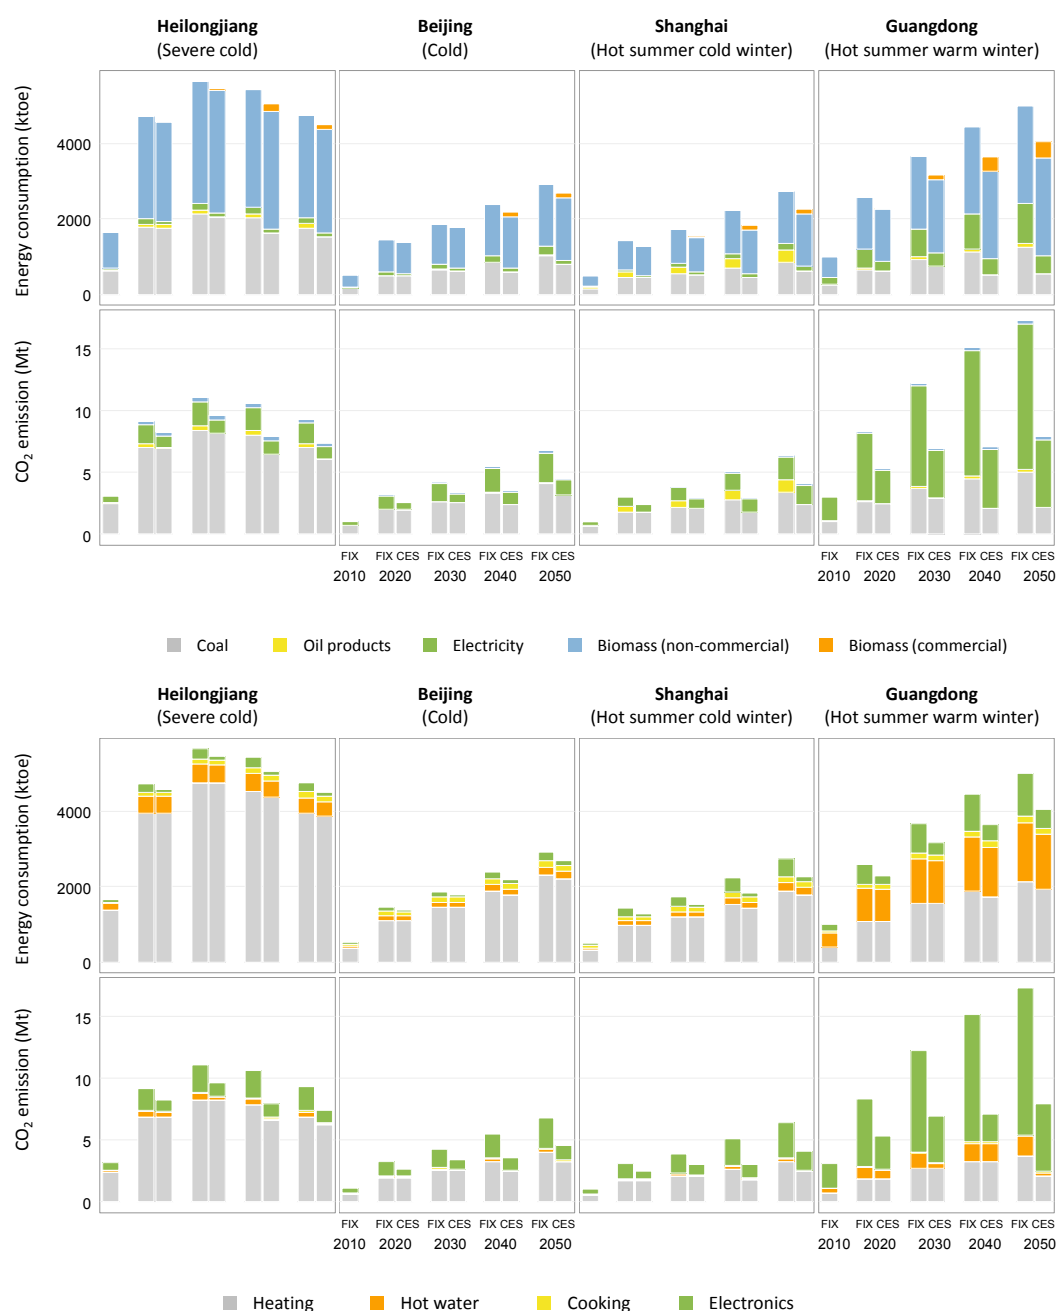 Heilongjiang Beijing Shanghai Guangdong
(Severe cold) (Cold) (Hot summer cold winter) (Hot summer warm winter)
Energy consumption (ktoe)
4000
2000
0
CO2 emission (Mt)
15
10
5
0
FIX FIX CES FIX CES FIX CES FIX CES FIX FIX CES FIX CES FIX CES FIX CES
2010 2020 2030 2040 2050 2010 2020 2030 2040 2050
Coal Oil products Electricity Biomass (non-commercial) Biomass (commercial)
Heilongjiang Beijing Shanghai Guangdong
(Severe cold) (Cold) (Hot summer cold winter) (Hot summer warm winter)
Energy consumption (ktoe)
4000
2000
0
CO2 emission (Mt)
15
10
5
0
FIX FIX CES FIX CES FIX CES FIX CES FIX FIX CES FIX CES FIX CES FIX CES
2010 2020 2030 2040 2050 2010 2020 2030 2040 2050
Heating Hot water Cooking Electronics